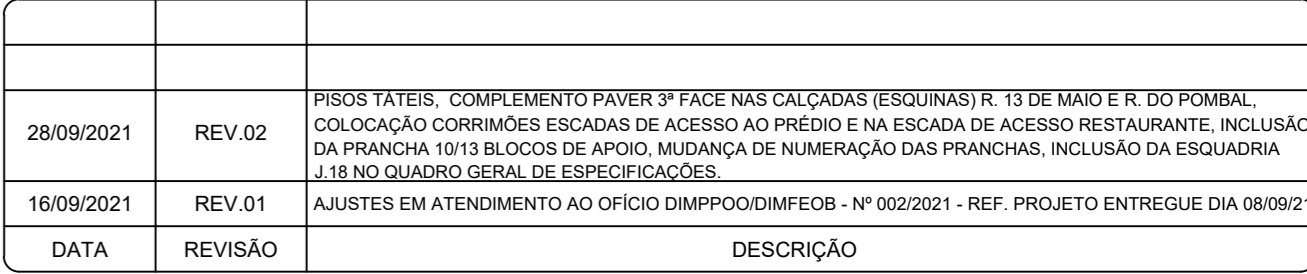 PISOS TÁTEIS, COMPLEMENTO PAVER 3ª FACE NAS CALÇADAS (ESQUINAS) R. 13 DE MAIO E R. DO POMBAL,
28/09/2021 REV.02 COLOCAÇÃO CORRIMÕES ESCADAS DE ACESSO AO PRÉDIO E NA ESCADA DE ACESSO RESTAURANTE, INCLUSÃO
DA PRANCHA 10/13 BLOCOS DE APOIO, MUDANÇA DE NUMERAÇÃO DAS PRANCHAS, INCLUSÃO DA ESQUADRIA
J.18 NO QUADRO GERAL DE ESPECIFICAÇÕES.
16/09/2021 REV.01 AJUSTES EM ATENDIMENTO AO OFÍCIO DIMPPOO/DIMFEOB - Nº 002/2021 - REF. PROJETO ENTREGUE DIA 08/09/21
DATA REVISÃO DESCRIÇÃO